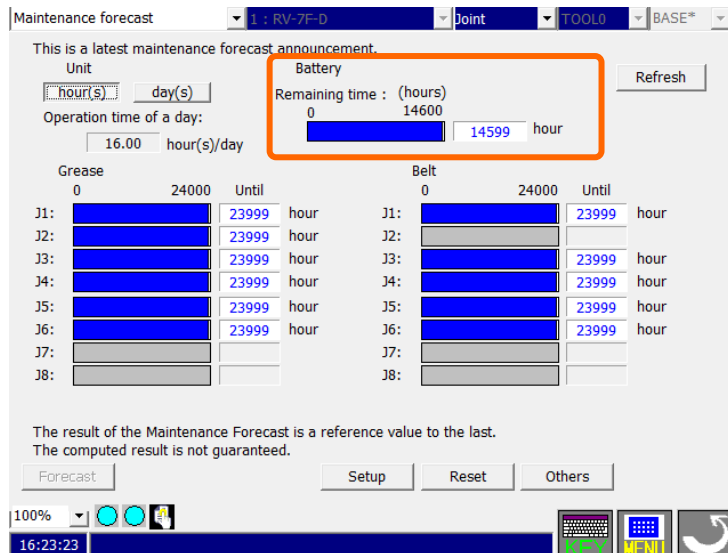 Maintenance forecast 1 : RV-7F-D Joint TOOL0 BASE*
This is a latest maintenance forecast announcement.
Unit
hour(s) day(s)
Operation time of a day:
16.00 hour(s)/day
Battery
Remaining time : (hours)
0 14600
14599 hour
Refresh
Grease
0 24000 Until
J1: 23999 hour
J2: 23999 hour
J3: 23999 hour
J4: 23999 hour
J5: 23999 hour
J6: 23999 hour
J7:
J8:
Belt
0 24000 Until
J1: 23999 hour
J2:
J3: 23999 hour
J4: 23999 hour
J5: 23999 hour
J6: 23999 hour
J7:
J8:
The result of the Maintenance Forecast is a reference value to the last.
The computed result is not guaranteed.
Forecast Setup Reset Others
100%
16:23:23 KEY MENU